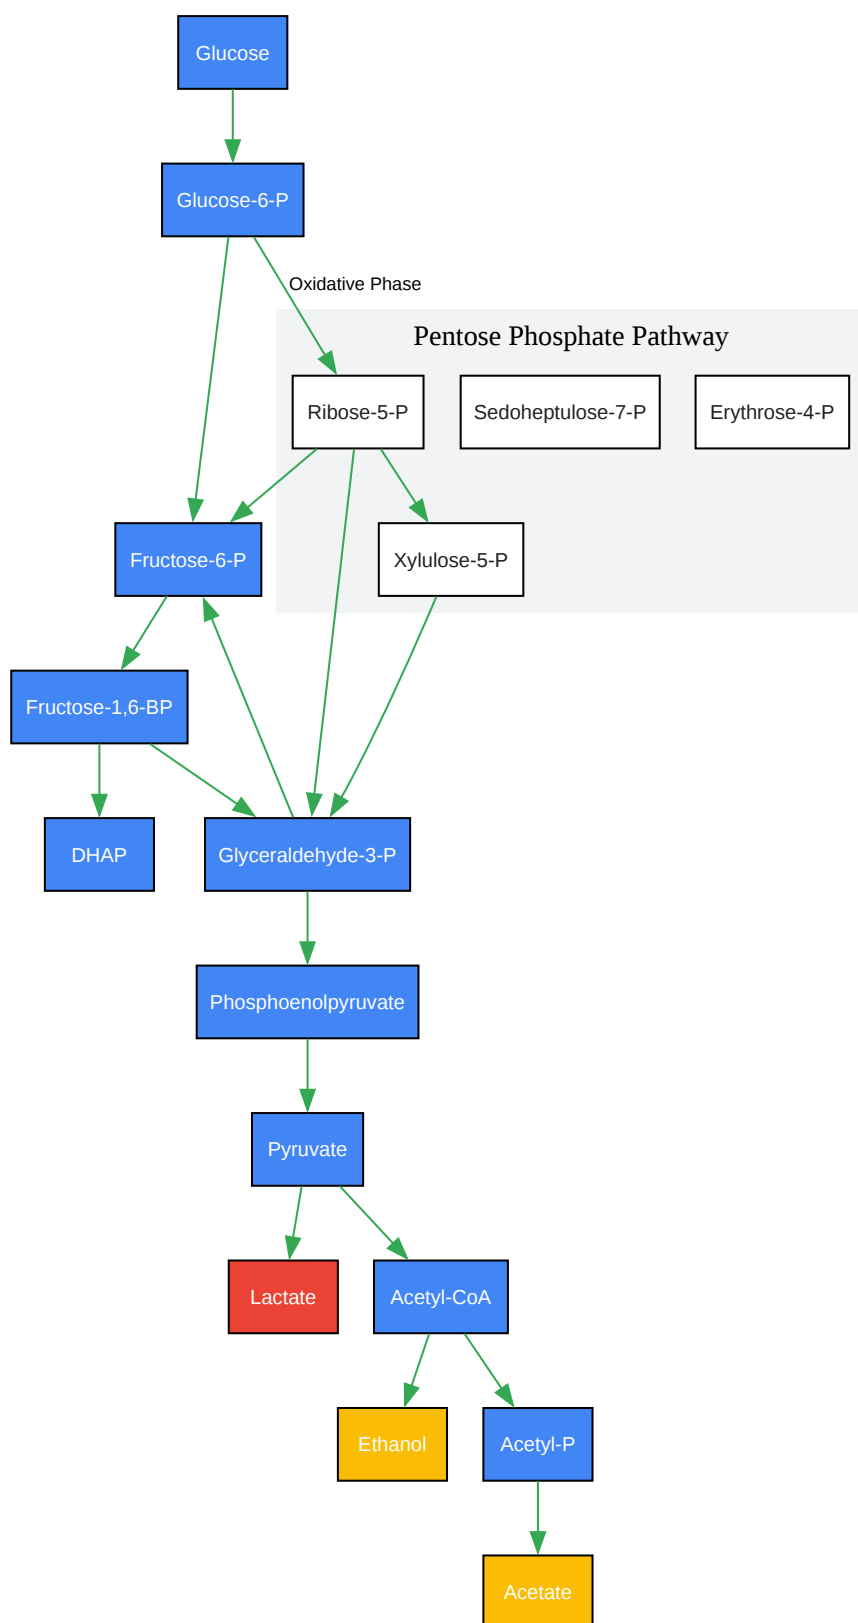 Glucose
Glucose-6-P
Oxidative Phase
Pentose Phosphate Pathway
Ribose-5-P
Sedoheptulose-7-P
Erythrose-4-P
Fructose-6-P
Xylulose-5-P
Fructose-1,6-BP
DHAP
Glyceraldehyde-3-P
Phosphoenolpyruvate
Pyruvate
Lactate
Acetyl-CoA
Ethanol
Acetyl-P
Acetate